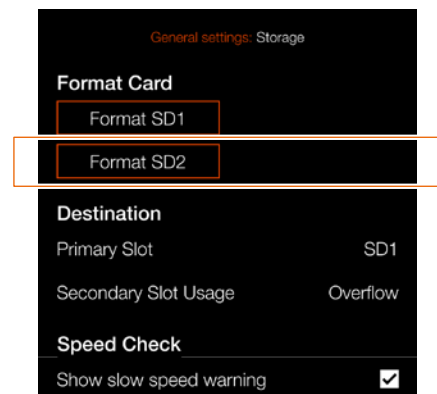 General settings: Storage
Format Card
Format SD1
Format SD2
Destination
Primary Slot SD1
Secondary Slot Usage Overflow
Speed Check
Show slow speed warning